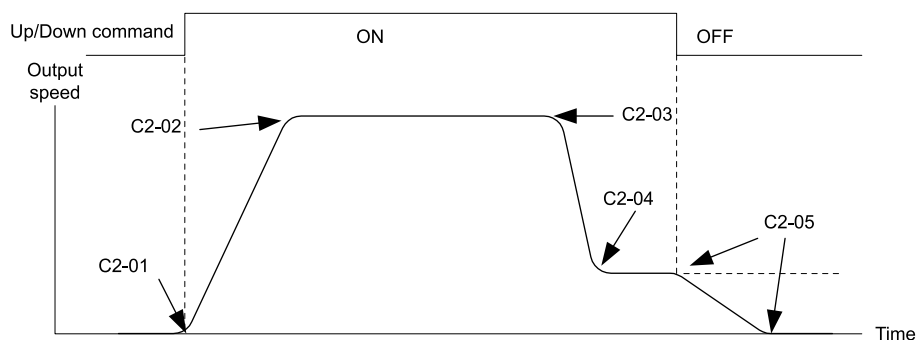 Up/Down command
ON
OFF
Output
speed
C2-02
C2-03
C2-04
C2-05
C2-01
Time